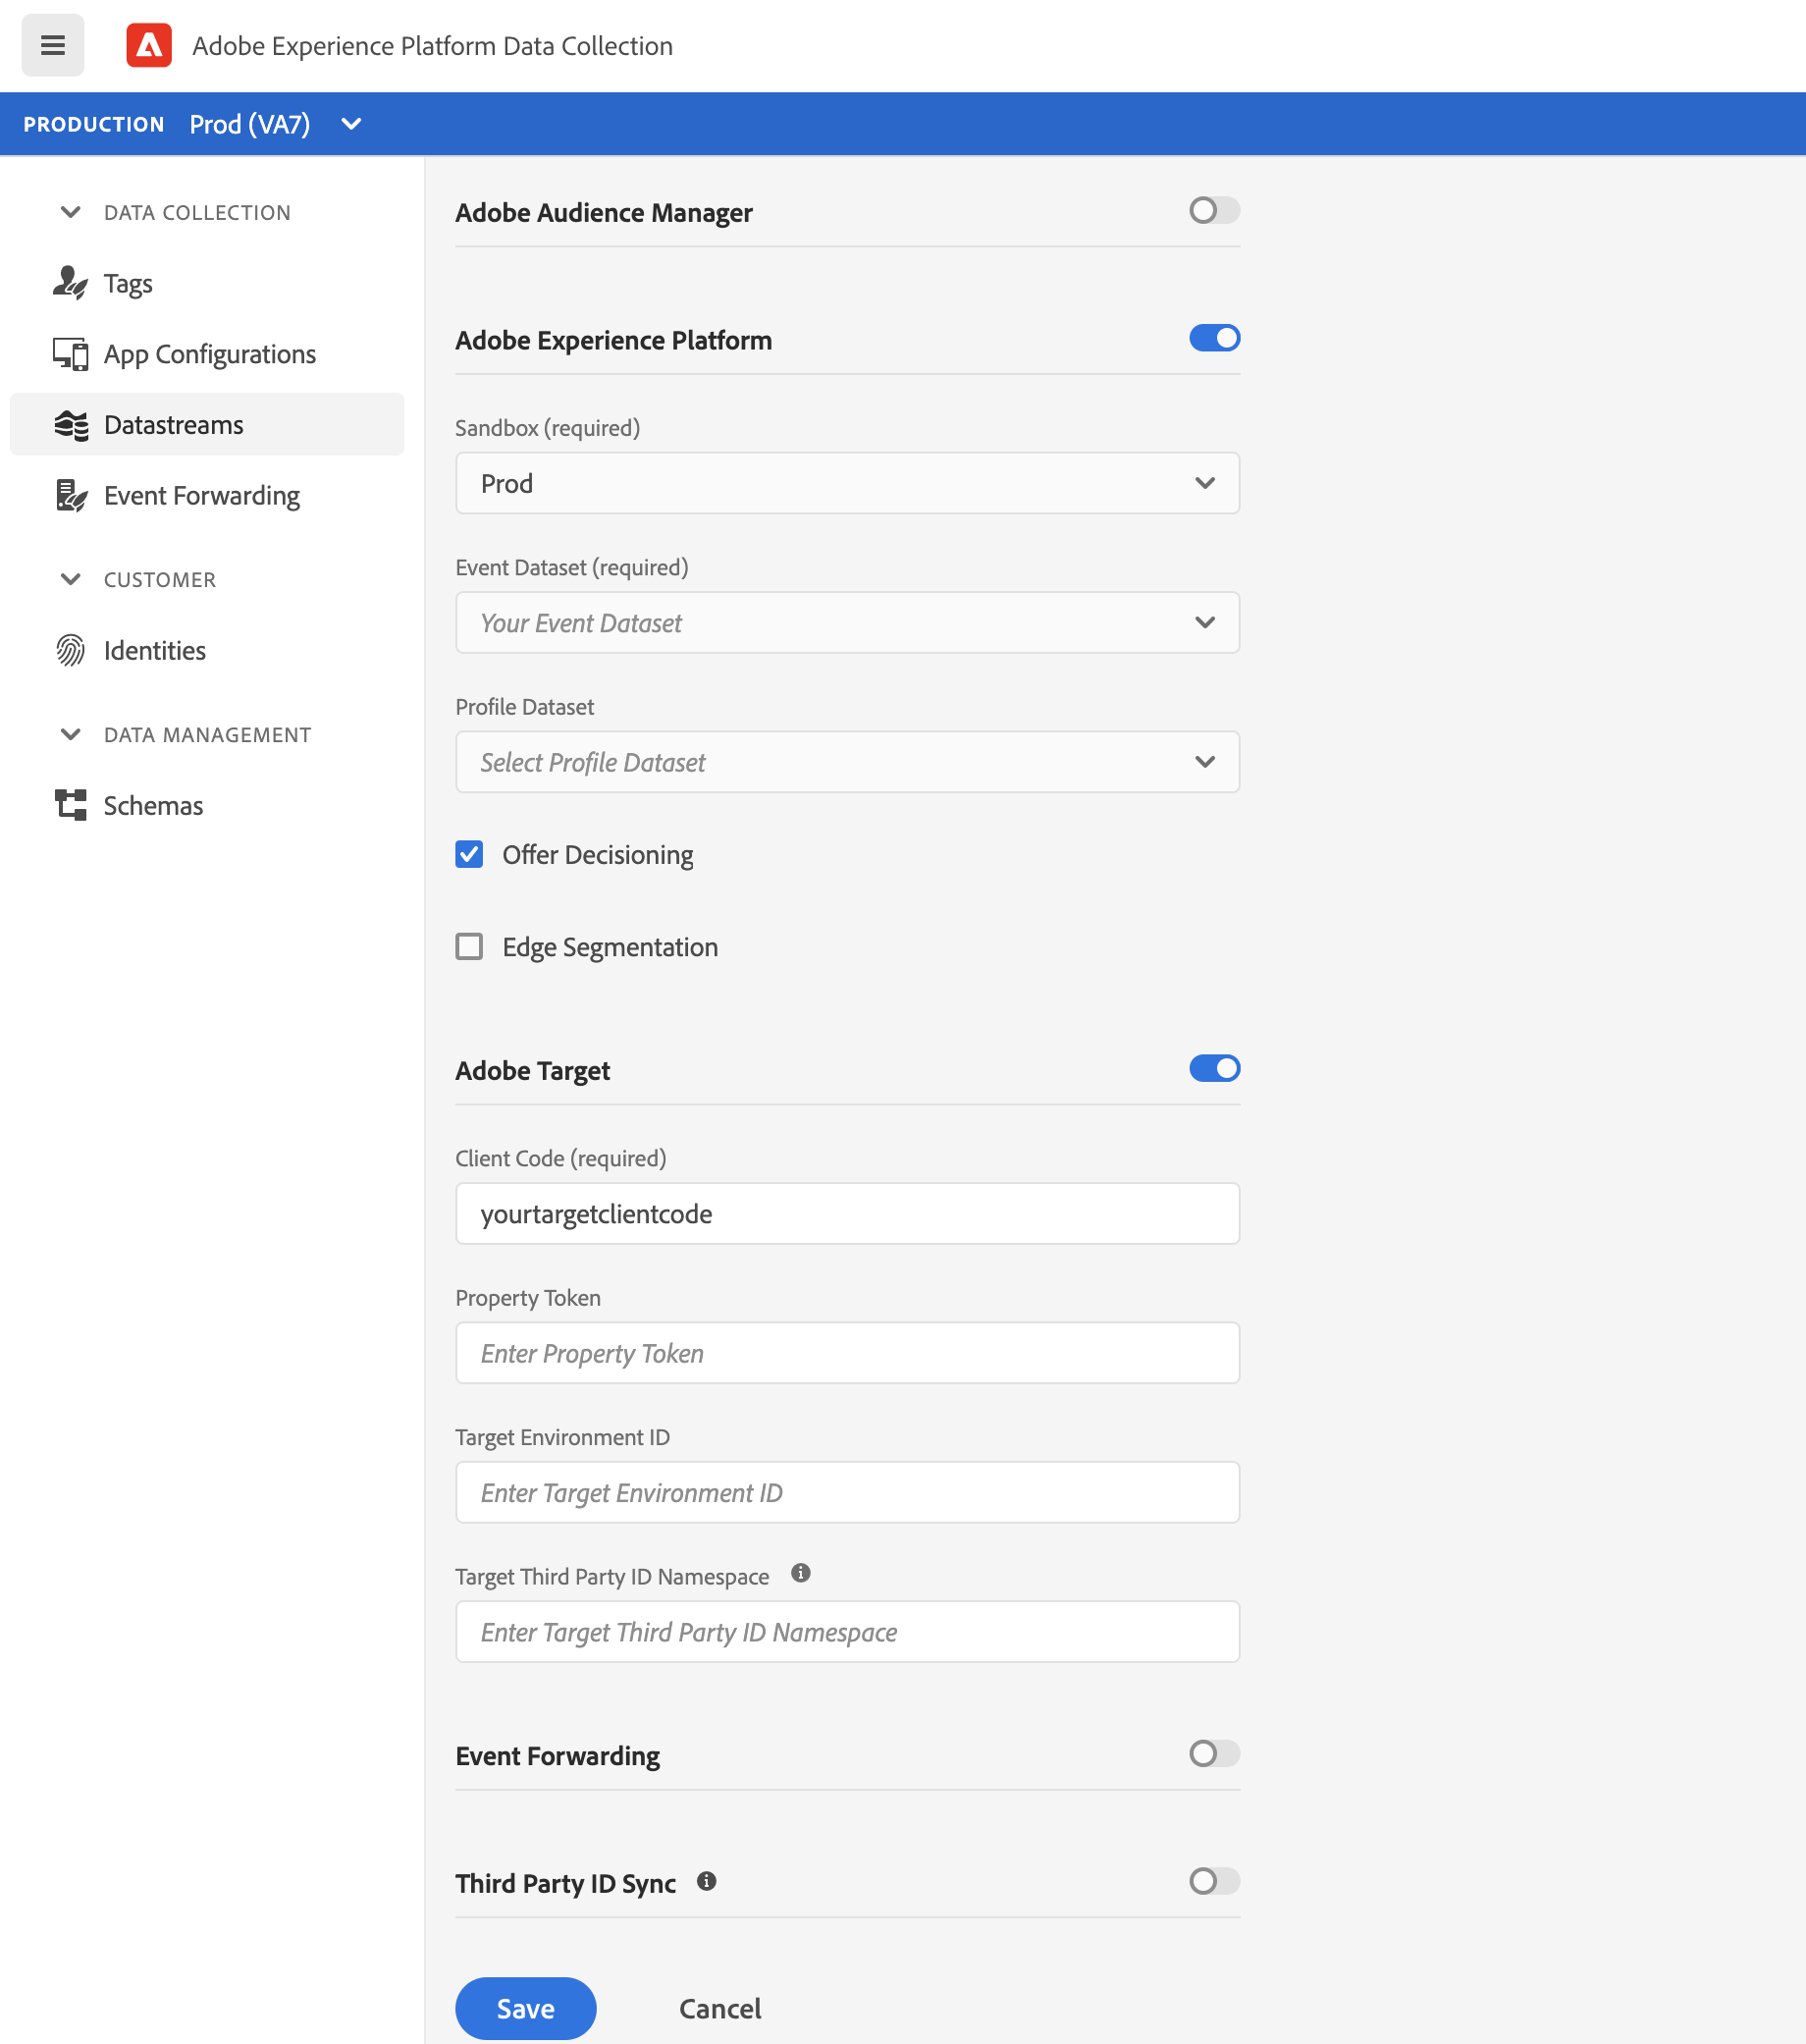 Adobe Experience Platform Data Collection
PRODUCTION Prod (VA7)
DATA COLLECTION
Tags
App Configurations
Datastreams
Event Forwarding
CUSTOMER
Identities
DATA MANAGEMENT
Schemas
Adobe Audience Manager
Adobe Experience Platform
Sandbox (required)
Prod
Event Dataset (required)
Your Event Dataset
Profile Dataset
Select Profile Dataset
Offer Decisioning
Edge Segmentation
Adobe Target
Client Code (required)
yourtargetclientcode
Property Token
Enter Property Token
Target Environment ID
Enter Target Environment ID
Target Third Party ID Namespace
Enter Target Third Party ID Namespace
Event Forwarding
Third Party ID Sync
Save Cancel